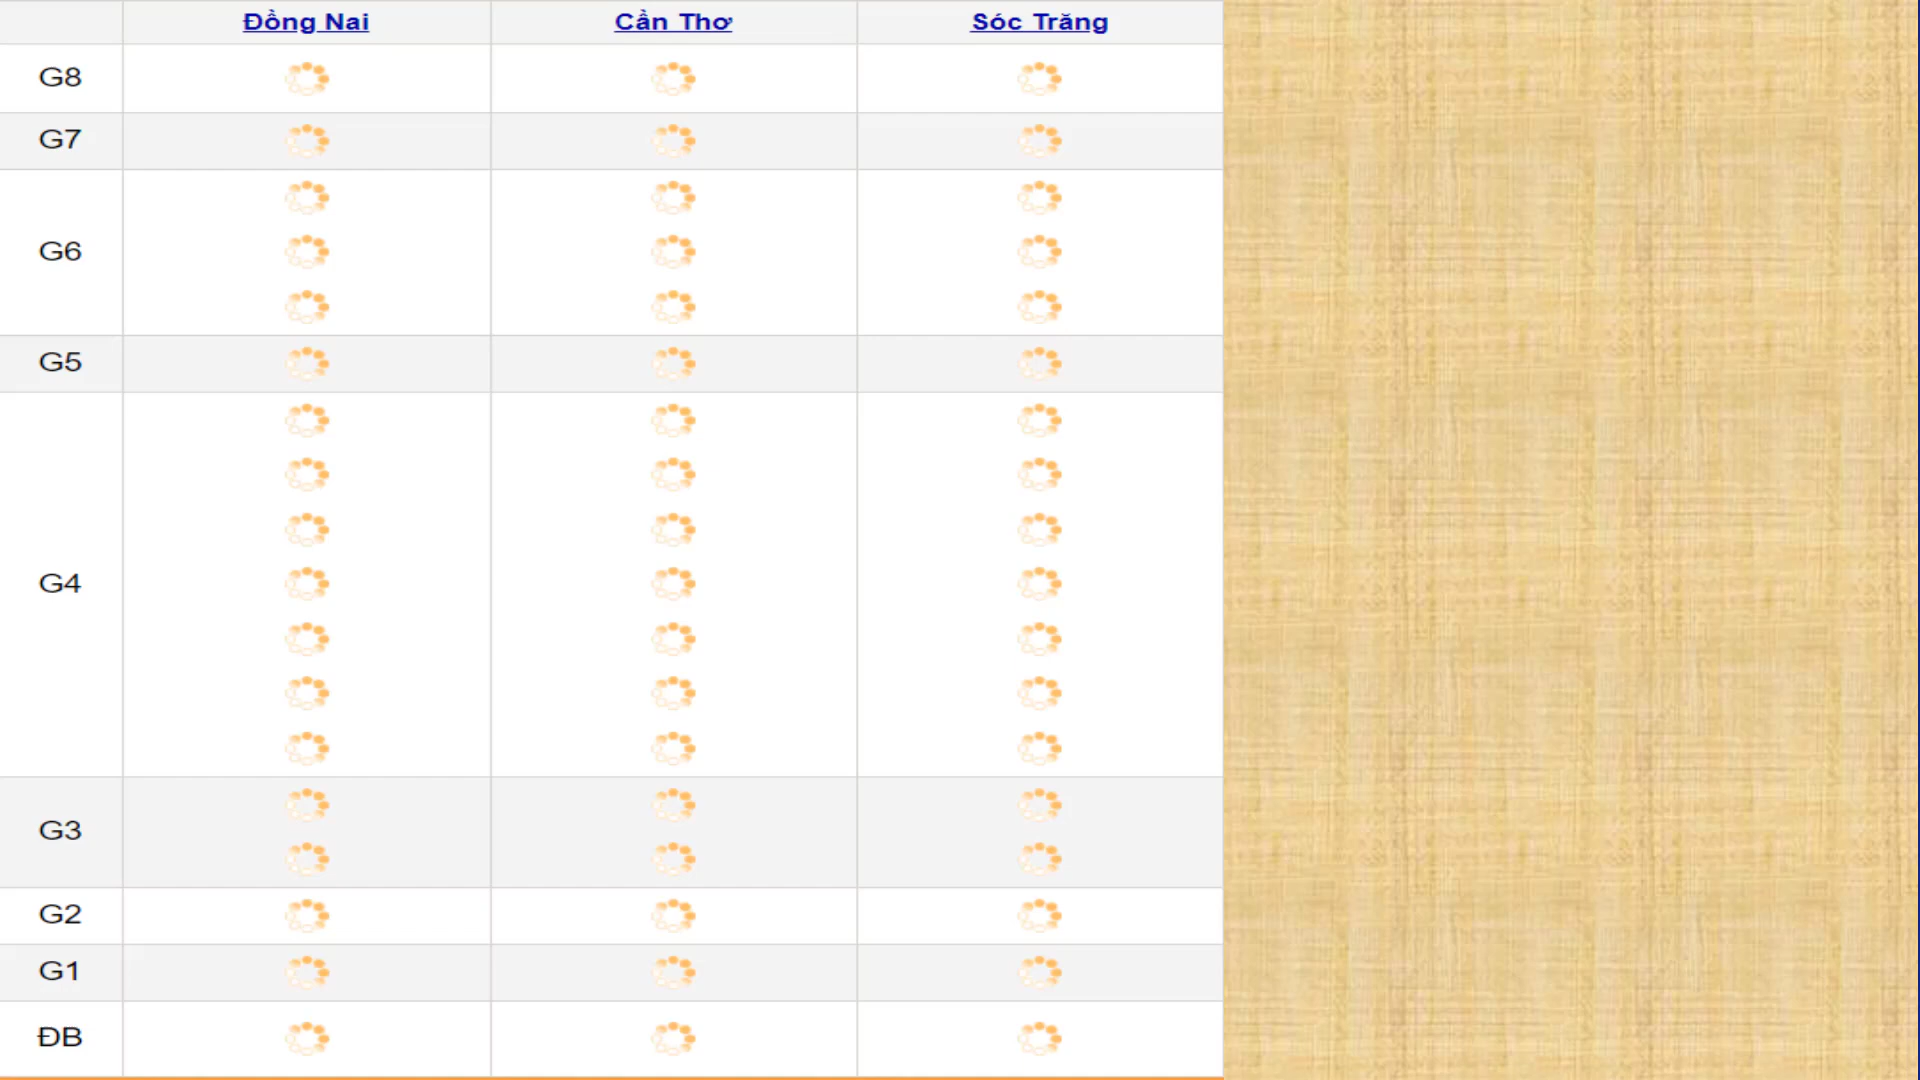 Đồng Nai Cần Thơ Sóc Trăng
G8
G7
G6
G5
G4
G3
G2
G1
ĐB